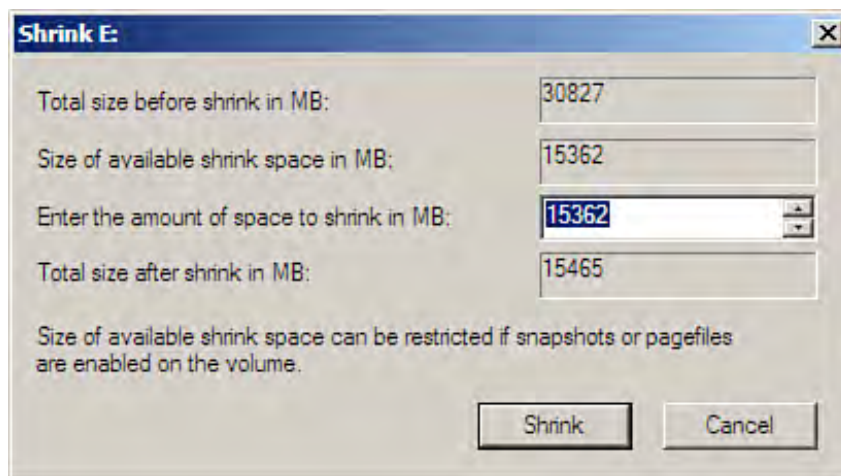 Shrink E:
Total size before shrink in MB: 30827
Size of available shrink space in MB: 15362
Enter the amount of space to shrink in MB: 15362
Total size after shrink in MB: 15465
Size of available shrink space can be restricted if snapshots or pagefiles
are enabled on the volume.
Shrink Cancel